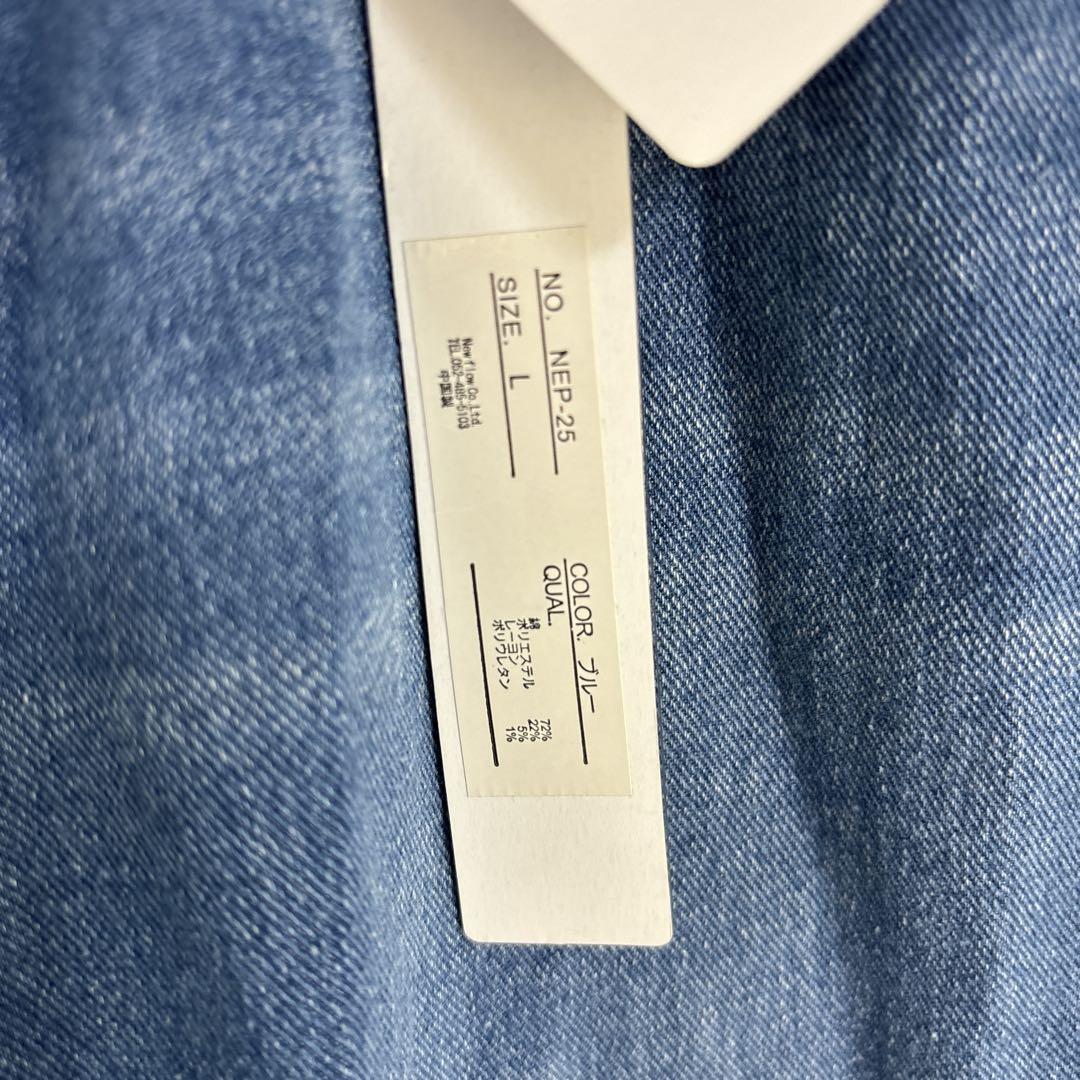 NO. NEP-25
SIZE. L
New flow Co.Ltd.
TEL.052-485-5103
中国製
COLOR. ブルー
QUAL.
綿 72%
ポリエステル 22%
レーヨン 5%
ポリウレタン 1%